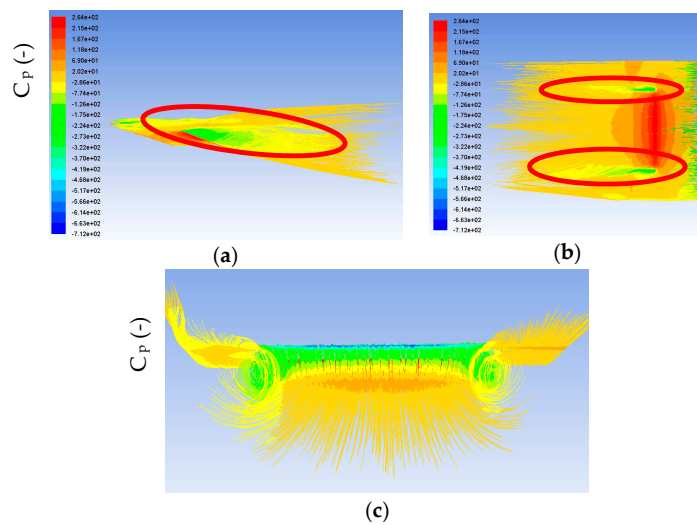 2.64e+02
2.15e+02
1.67e+02
1.18e+02
6.90e+01
2.02e+01
-2.86e+01
-7.74e+01
-1.26e+02
-1.75e+02
-2.24e+02
-2.73e+02
-3.22e+02
-3.70e+02
-4.19e+02
-4.68e+02
-5.17e+02
-5.66e+02
-6.14e+02
-6.63e+02
-7.12e+02
C P (-)
(a)
2.64e+02
2.15e+02
1.67e+02
1.18e+02
6.90e+01
2.02e+01
-2.86e+01
-7.74e+01
-1.26e+02
-1.75e+02
-2.24e+02
-2.73e+02
-3.22e+02
-3.70e+02
-4.19e+02
-4.68e+02
-5.17e+02
-5.66e+02
-6.14e+02
-6.63e+02
-7.12e+02
(b)
C P (-)
(c)